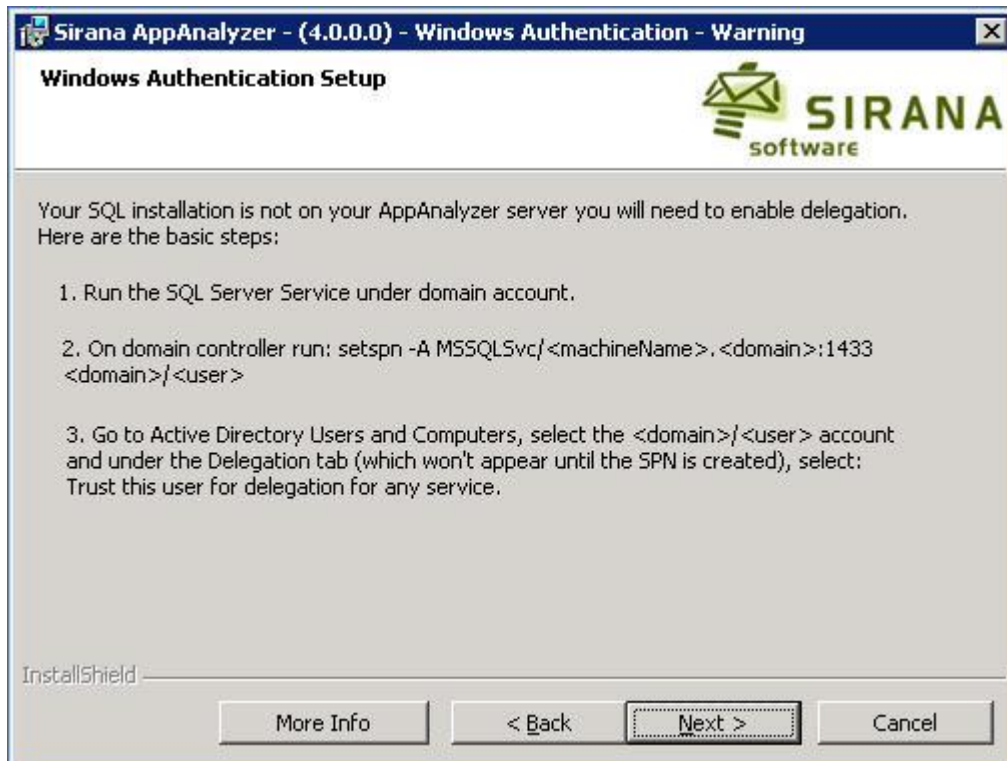 Sirana AppAnalyzer - (4.0.0.0) - Windows Authentication - Warning
Windows Authentication Setup
SIRANA
software
Your SQL installation is not on your AppAnalyzer server you will need to enable delegation.
Here are the basic steps:
1. Run the SQL Server Service under domain account.
2. On domain controller run: setspn -A MSSQLSvc/<machineName>.<domain>:1433
<domain>/<user>
3. Go to Active Directory Users and Computers, select the <domain>/<user> account
and under the Delegation tab (which won't appear until the SPN is created), select:
Trust this user for delegation for any service.
InstallShield
More Info
< Back
Next >
Cancel